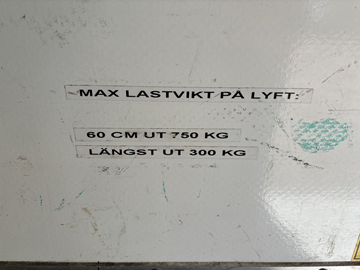 MAX LASTVIKT PÅ LYFT:
60 CM UT 750 KG
LÄNGST UT 300 KG